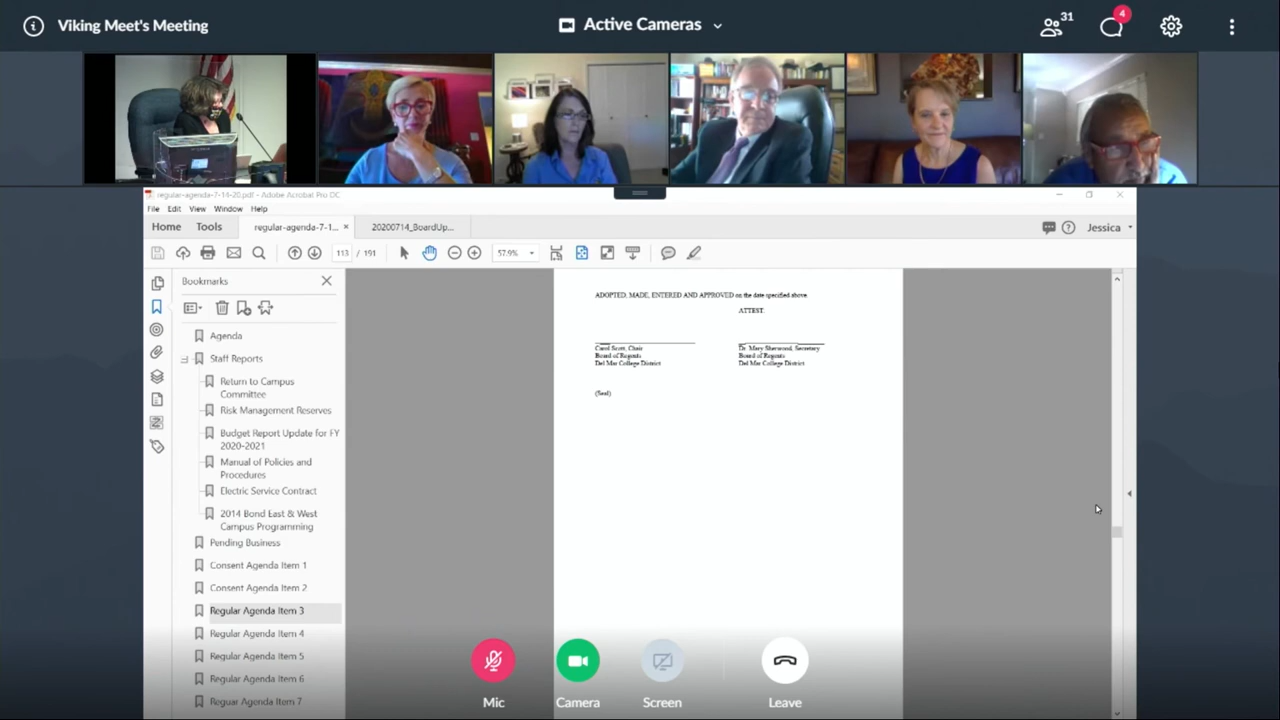 Viking Meet's Meeting
Active Cameras
31
4
regular-agenda-7-14-20.pdf - Adobe Acrobat Pro DC
File Edit View Window Help
Home Tools regular-agenda-7-1... × 20200714_BoardUp...
Jessica
113 / 191 57.9%
Bookmarks
Agenda
Staff Reports
Return to Campus
Committee
Risk Management Reserves
Budget Report Update for FY
2020-2021
Manual of Policies and
Procedures
Electric Service Contract
2014 Bond East & West
Campus Programming
Pending Business
Consent Agenda Item 1
Consent Agenda Item 2
Regular Agenda Item 3
Regular Agenda Item 4
Regular Agenda Item 5
Regular Agenda Item 6
Reguar Agenda Item 7
ADOPTED, MADE, ENTERED AND APPROVED on the date specified above.
ATTEST:
Carol Scott, Chair
Board of Regents
Del Mar College District
Dr. Mary Sherwood, Secretary
Board of Regents
Del Mar College District
(Seal)
Mic Camera Screen Leave